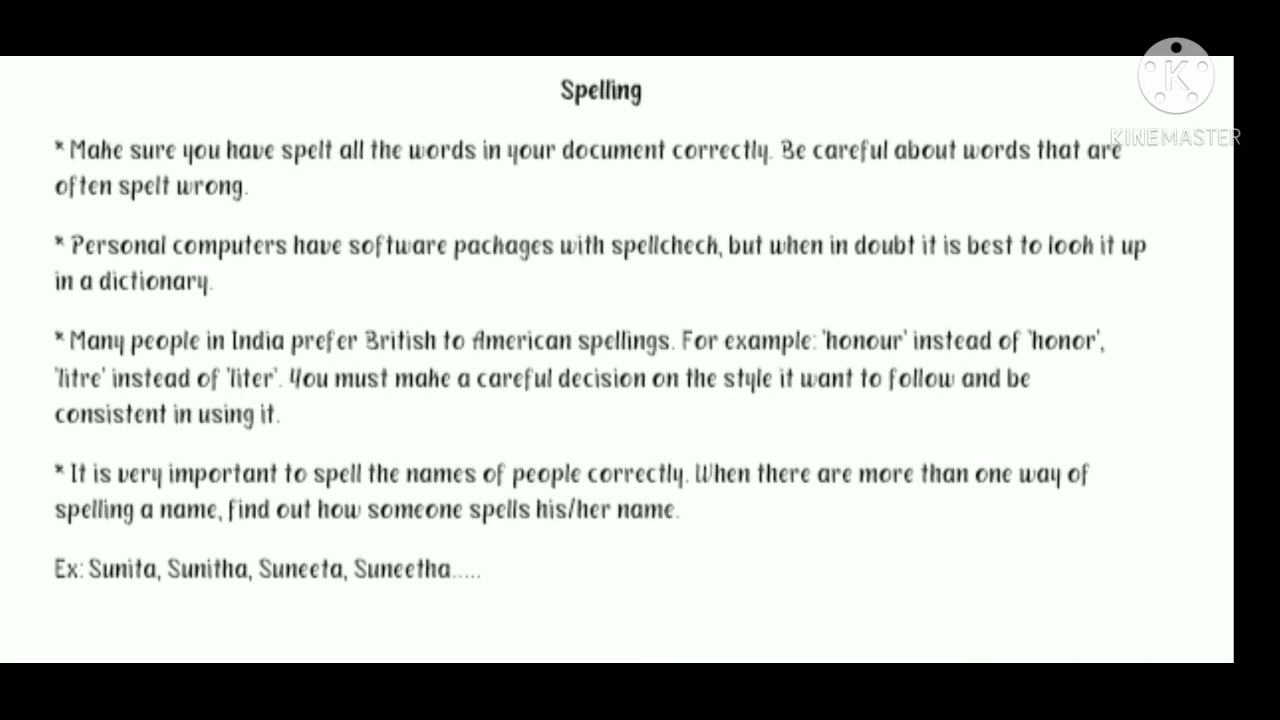 Spelling
KINEMASTER
* Make sure you have spelt all the words in your document correctly. Be careful about words that are
often spelt wrong.
* Personal computers have software packages with spellcheck, but when in doubt it is best to look it up
in a dictionary.
* Many people in India prefer British to American spellings. For example: 'honour' instead of 'honor',
'litre' instead of 'liter'. You must make a careful decision on the style it want to follow and be
consistent in using it.
* It is very important to spell the names of people correctly. When there are more than one way of
spelling a name, find out how someone spells his/her name.
Ex: Sunita, Sunitha, Suneeta, Suneetha.....